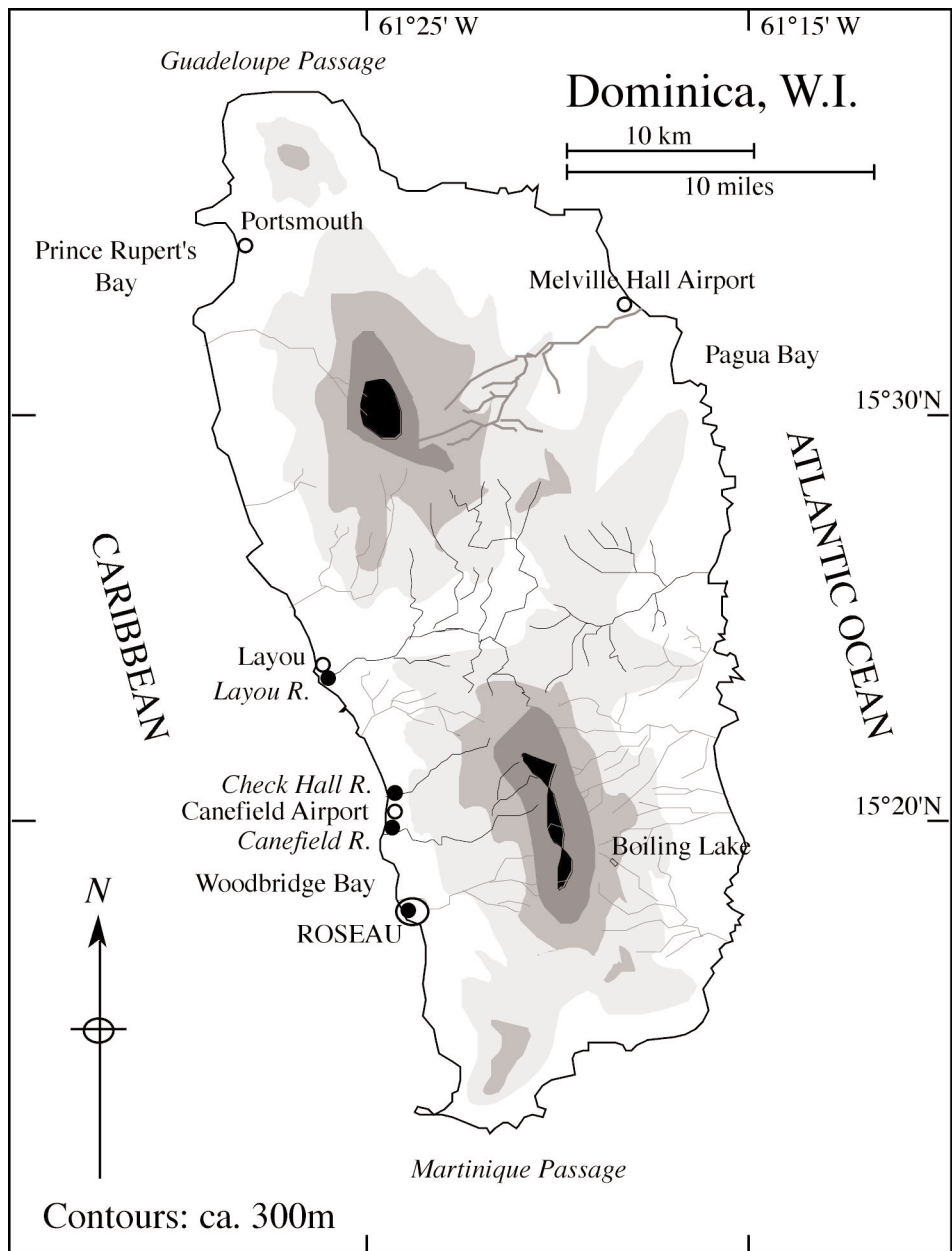 61°25' W
61°15' W
Guadeloupe Passage
Dominica, W.I.
10 km
10 miles
Portsmouth
Prince Rupert's
Bay
Melville Hall Airport
Pagua Bay
15°30'N
ATLANTIC OCEAN
CARIBBEAN
Layou
Layou R.
Check Hall R.
Canefield Airport
Canefield R.
15°20'N
Boiling Lake
Woodbridge Bay
N
ROSEAU
Martinique Passage
Contours: ca. 300m